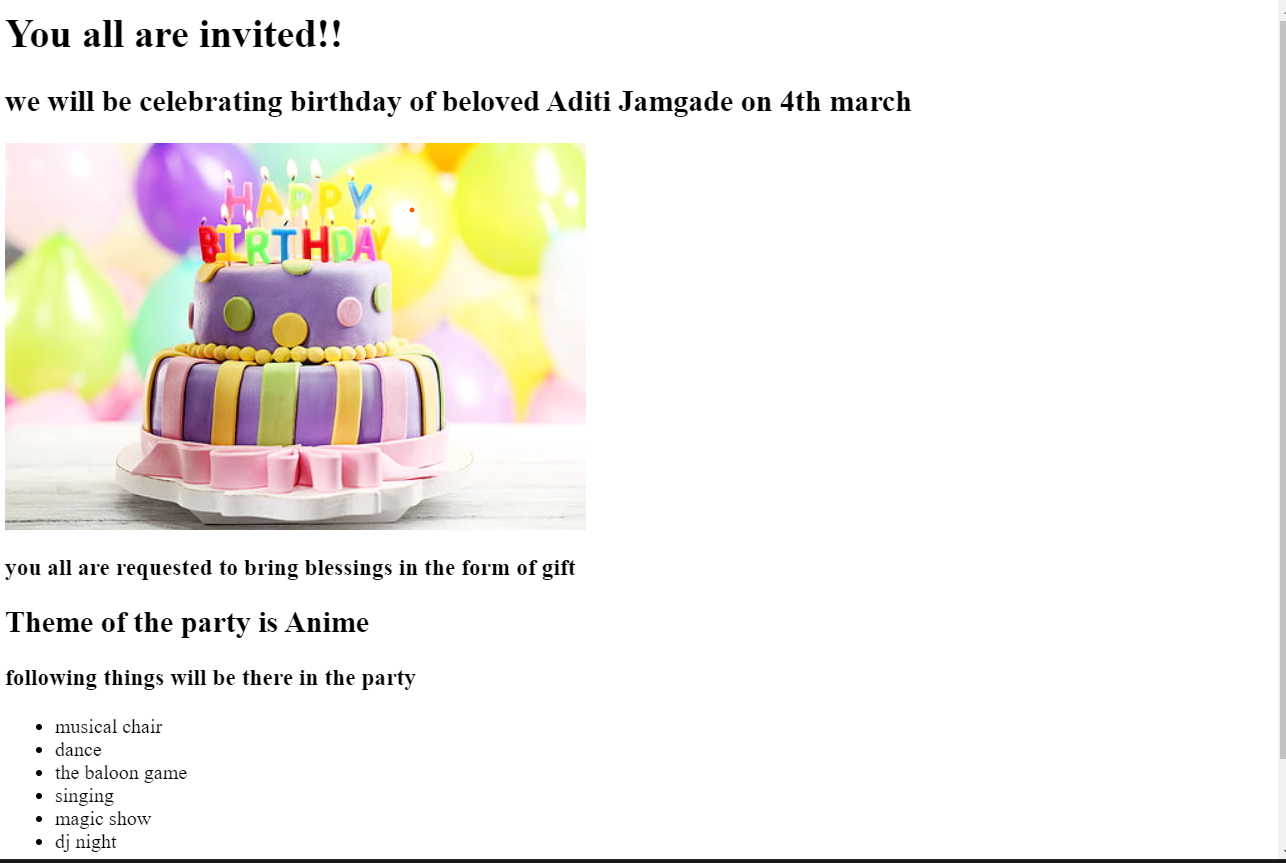 You all are invited!!
we will be celebrating birthday of beloved Aditi Jamgade on 4th march
HAPPY
BIRTHDAY
you all are requested to bring blessings in the form of gift
Theme of the party is Anime
following things will be there in the party
musical chair
dance
the baloon game
singing
magic show
dj night